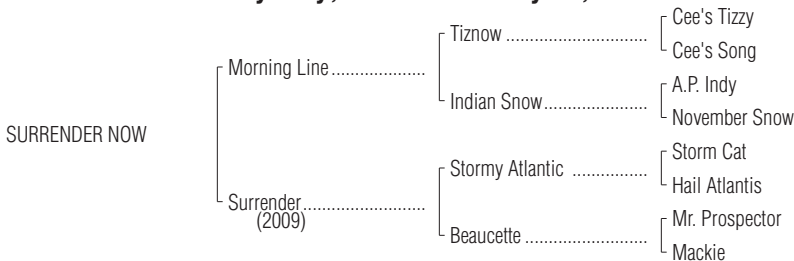 Cee's Tizzy
Tiznow
Cee's Song
Morning Line
A.P. Indy
Indian Snow
November Snow
SURRENDER NOW
Storm Cat
Stormy Atlantic
Hail Atlantis
Surrender
(2009)
Mr. Prospector
Beaucette
Mackie